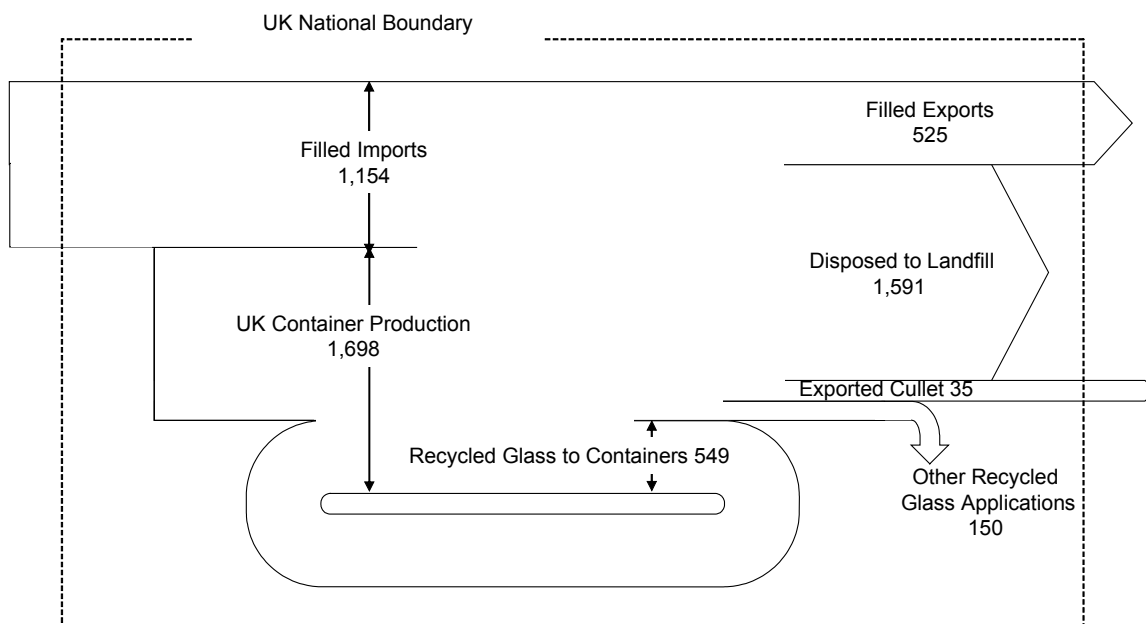 UK National Boundary
Filled Imports
1,154
Filled Exports
525
Disposed to Landfill
1,591
UK Container Production
1,698
Exported Cullet 35
Recycled Glass to Containers 549
Other Recycled
Glass Applications
150